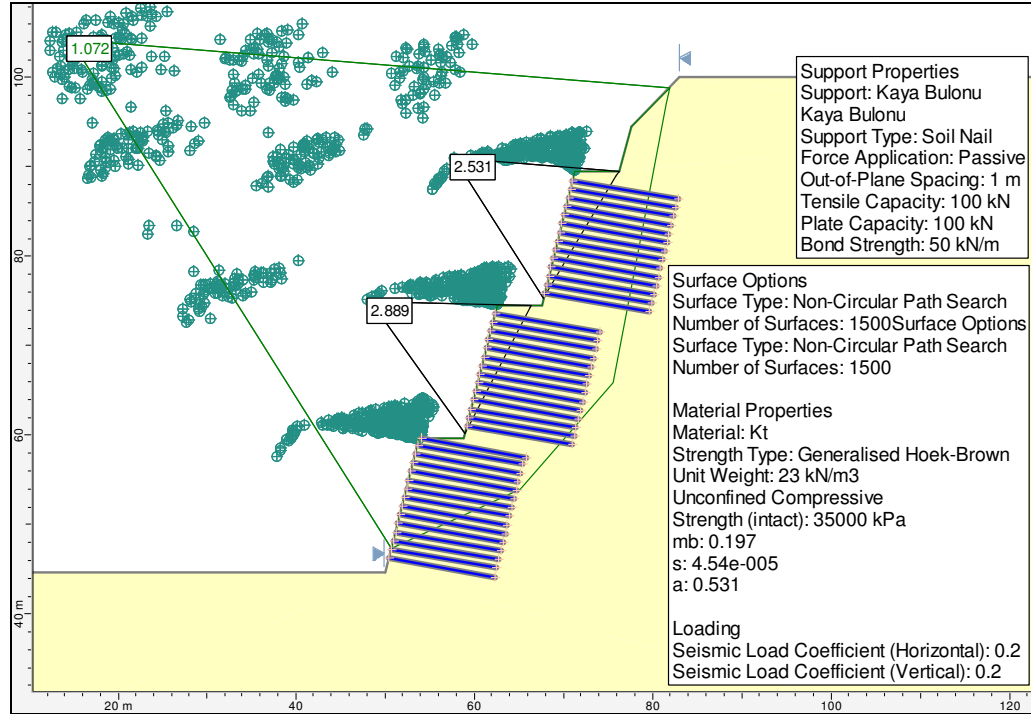 1.072
2.531
2.889
Support Properties
Support: Kaya Bulonu
Kaya Bulonu
Support Type: Soil Nail
Force Application: Passive
Out-of-Plane Spacing: 1 m
Tensile Capacity: 100 kN
Plate Capacity: 100 kN
Bond Strength: 50 kN/m
Surface Options
Surface Type: Non-Circular Path Search
Number of Surfaces: 1500Surface Options
Surface Type: Non-Circular Path Search
Number of Surfaces: 1500
Material Properties
Material: Kt
Strength Type: Generalised Hoek-Brown
Unit Weight: 23 kN/m3
Unconfined Compressive
Strength (intact): 35000 kPa
mb: 0.197
s: 4.54e-005
a: 0.531
Loading
Seismic Load Coefficient (Horizontal): 0.2
Seismic Load Coefficient (Vertical): 0.2
100
80
60
40 m
20 m
40
60
80
100
120